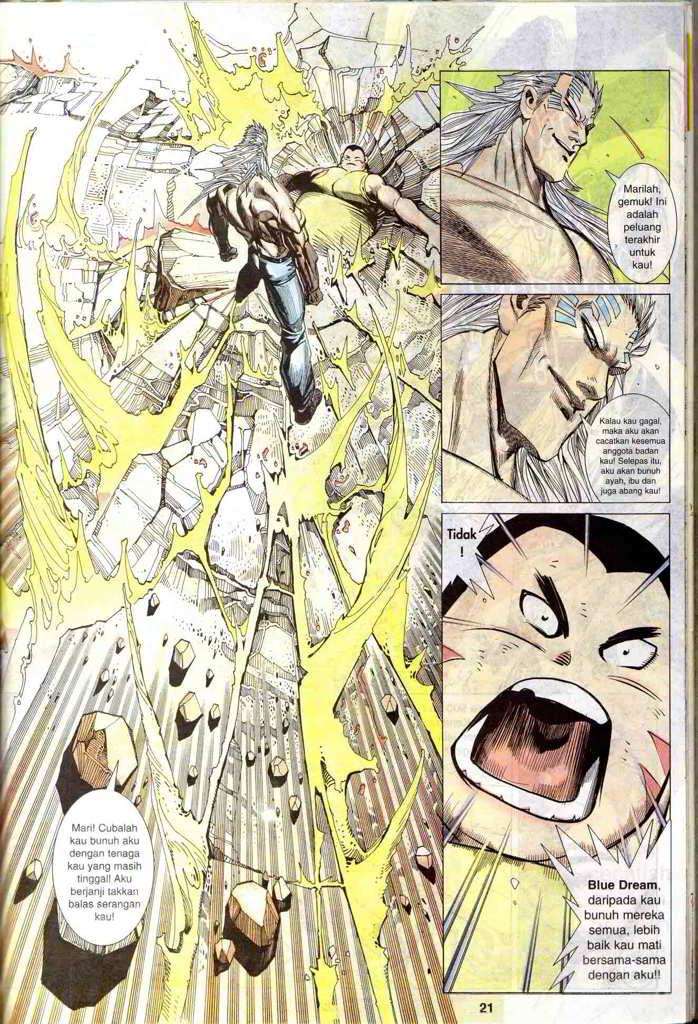 Mari! Cubalah
kau bunuh aku
dengan tenaga
kau yang masih
tinggal! Aku
berjanji takkan
balas serangan
kau!
Marilah,
gemuk! Ini
adalah
peluang
terakhir
untuk
kau!
Kalau kau gagal,
maka aku akan
cacatkan kesemua
anggota badan
kau! Selepas itu,
aku akan bunuh
ayah, ibu dan
juga abang kau!
Tidak
!
Blue Dream,
daripada kau
bunuh mereka
semua, lebih
baik kau mati
bersama-sama
dengan aku!!
21